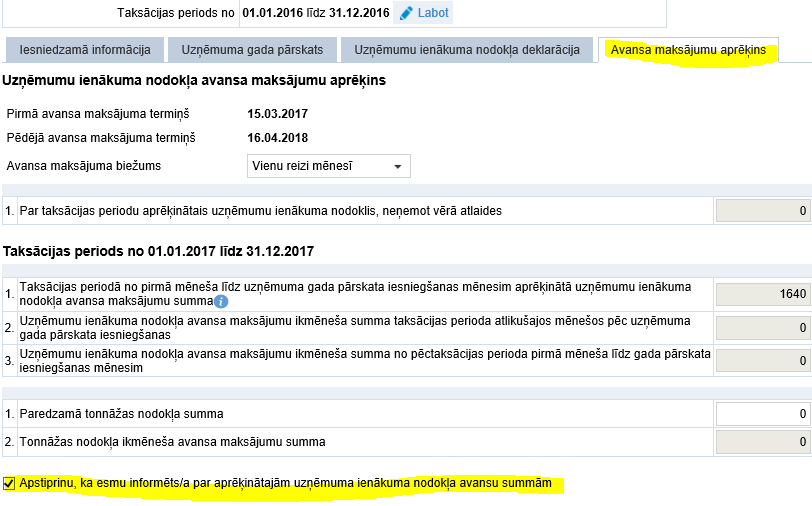 Taksācijas periods no 01.01.2016 līdz 31.12.2016 Labot
Iesniedzamā informācija Uzņēmuma gada pārskats Uzņēmumu ienākuma nodokļa deklarācija Avansa maksājumu aprēķins
Uzņēmumu ienākuma nodokļa avansa maksājumu aprēķins
Pirmā avansa maksājuma termiņš 15.03.2017
Pēdējā avansa maksājuma termiņš 16.04.2018
Avansa maksājuma biežums Vienu reizi mēnesī
1. Par taksācijas periodu aprēķinātais uzņēmumu ienākuma nodoklis, neņemot vērā atlaides 0
Taksācijas periods no 01.01.2017 līdz 31.12.2017
1. Taksācijas periodā no pirmā mēneša līdz uzņēmuma gada pārskata iesniegšanas mēnesim aprēķinātā uzņēmumu ienākuma
nodokļa avansa maksājumu summa i 1640
2. Uzņēmumu ienākuma nodokļa avansa maksājumu ikmēneša summa taksācijas perioda atlikušajos mēnešos pēc uzņēmuma
gada pārskata iesniegšanas 0
3. Uzņēmumu ienākuma nodokļa avansa maksājumu ikmēneša summa no pēctaksācijas perioda pirmā mēneša līdz gada pārskata
iesniegšanas mēnesim 0
1. Paredzamā tonnāžas nodokļa summa 0
2. Tonnāžas nodokļa ikmēneša avansa maksājumu summa 0
Apstiprinu, ka esmu informēts/a par aprēķinātajām uzņēmuma ienākuma nodokļa avansu summām